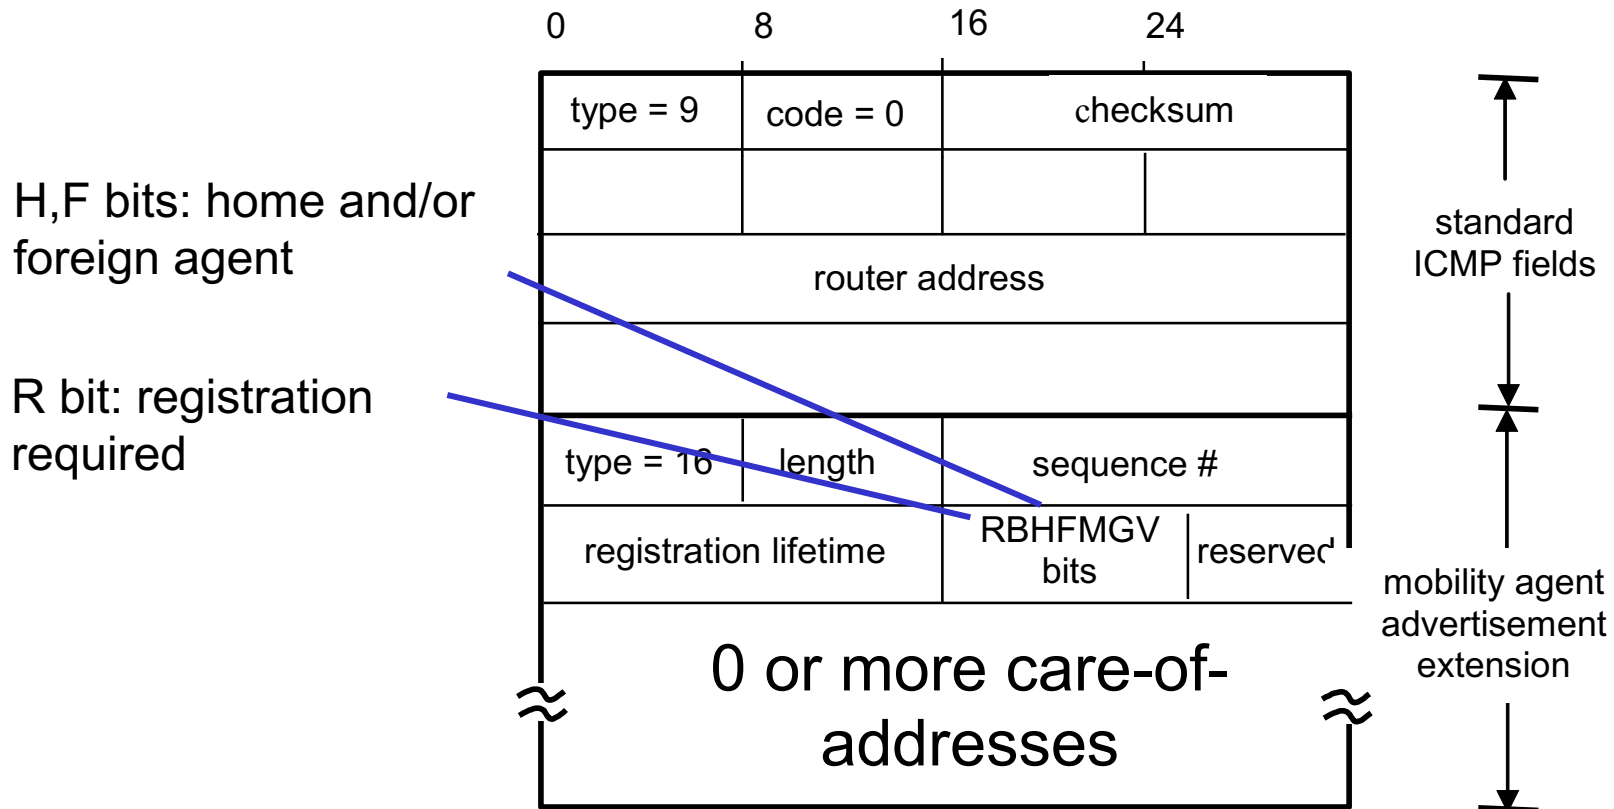 0 8 16 24
type = 9 code = 0 checksum
H,F bits: home and/or
foreign agent
standard
ICMP fields
router address
R bit: registration
required
type = 16 length sequence #
registration lifetime
RBHFMGV
bits
reserved
mobility agent
advertisement
extension
0 or more care-of-
addresses